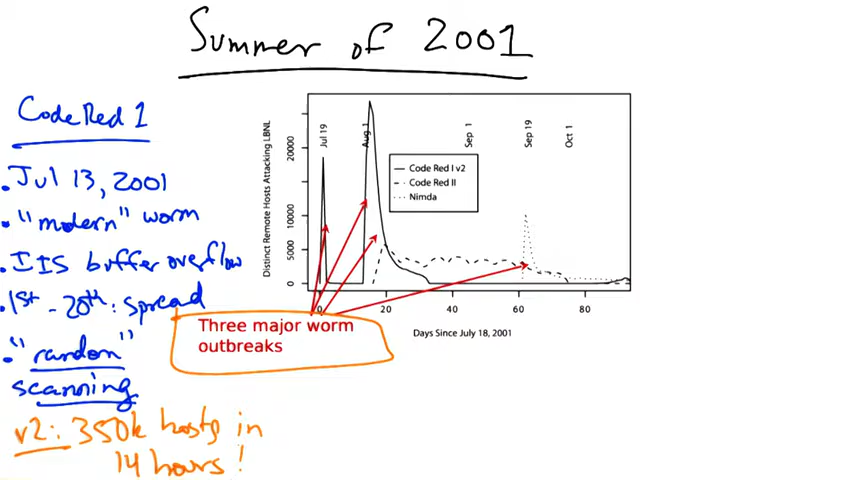 Summer of 2001
Code Red 1
• Jul 13, 2001
• "modern" worm
• IIS buffer overflow
• 1st - 20th: spread
• "random"
scanning
v2: 350k hosts in
14 hours!
Distinct Remote Hosts Attacking LBNL
20000
10000
5000
0
Jul 19
Aug 1
Sep 1
Sep 19
Oct 1
Code Red I v2
Code Red II
Nimda
0 20 40 60 80
Days Since July 18, 2001
Three major worm
outbreaks